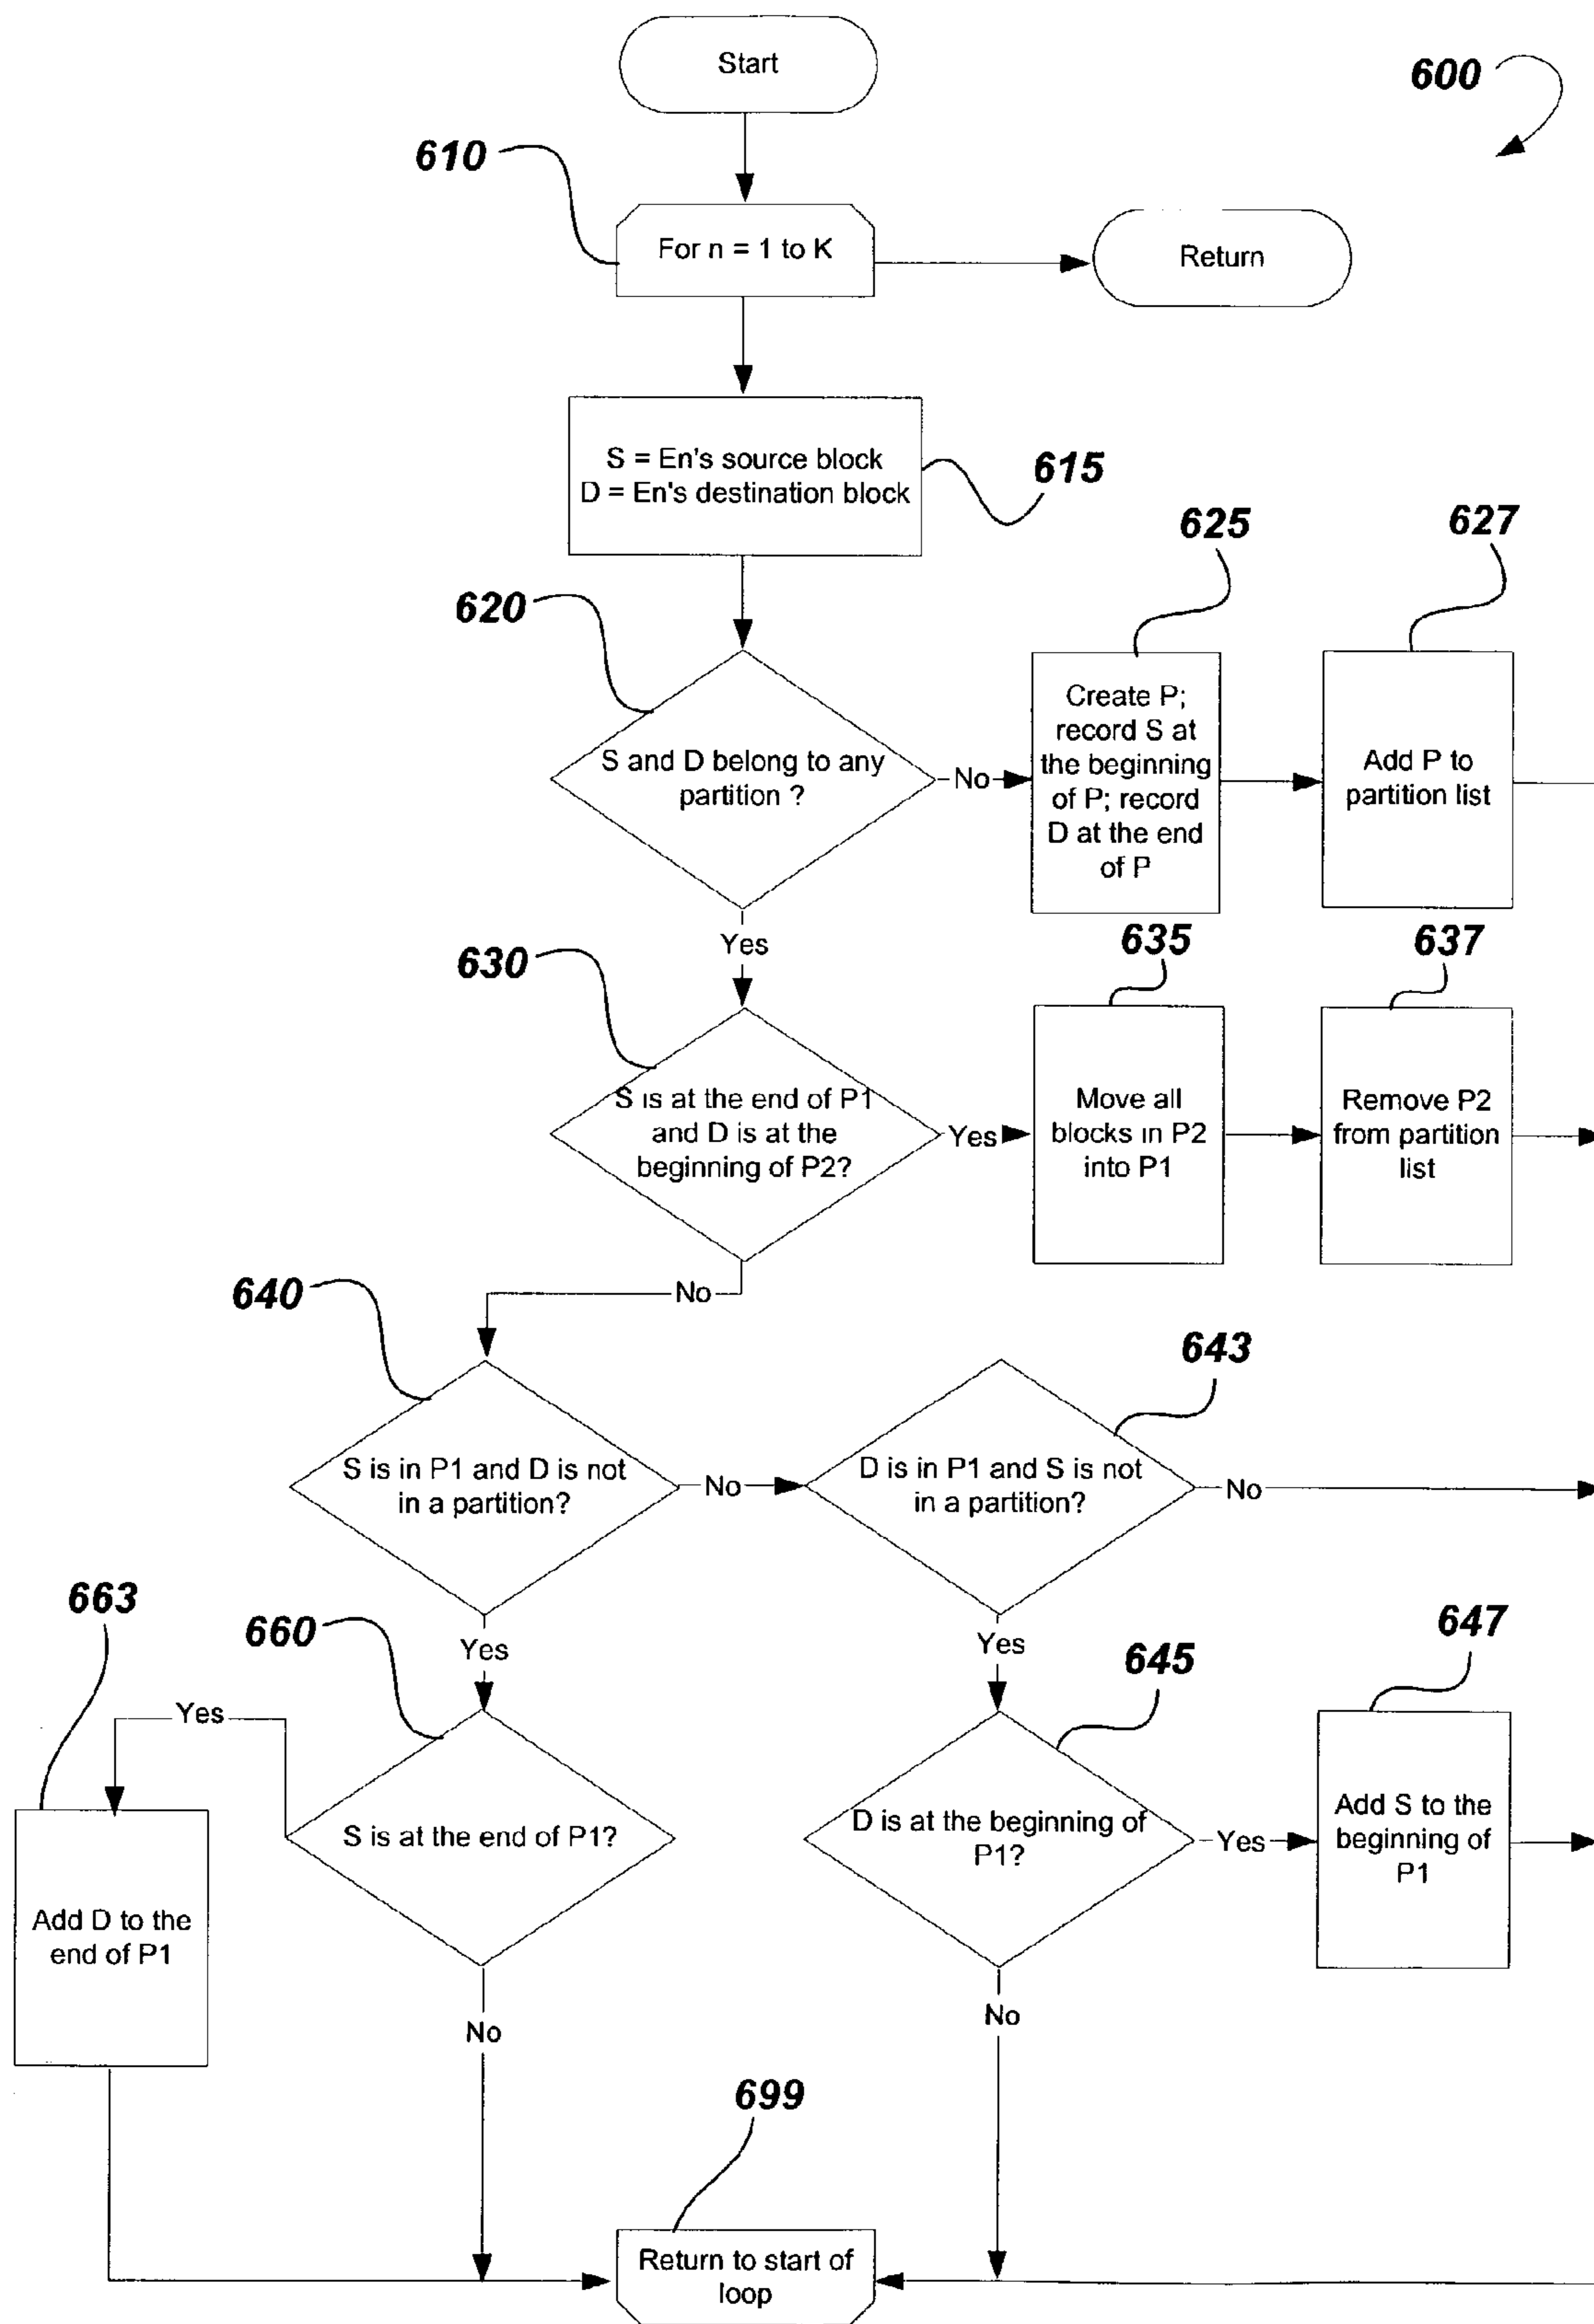 Start
600
610
For n = 1 to K
Return
S = En's source block
D = En's destination block
615
620
625
627
S and D belong to any
partition ?
No
Create P;
record S at
the beginning
of P; record
D at the end
of P
Add P to
partition list
Yes
630
635
637
S is at the end of P1
and D is at the
beginning of P2?
Yes
Move all
blocks in P2
into P1
Remove P2
from partition
list
No
640
643
S is in P1 and D is not
in a partition?
No
D is in P1 and S is not
in a partition?
No
663
660
Yes
Yes
645
647
Yes
S is at the end of P1?
D is at the beginning of
P1?
Yes
Add S to the
beginning of
P1
Add D to the
end of P1
No
No
699
Return to start of
loop